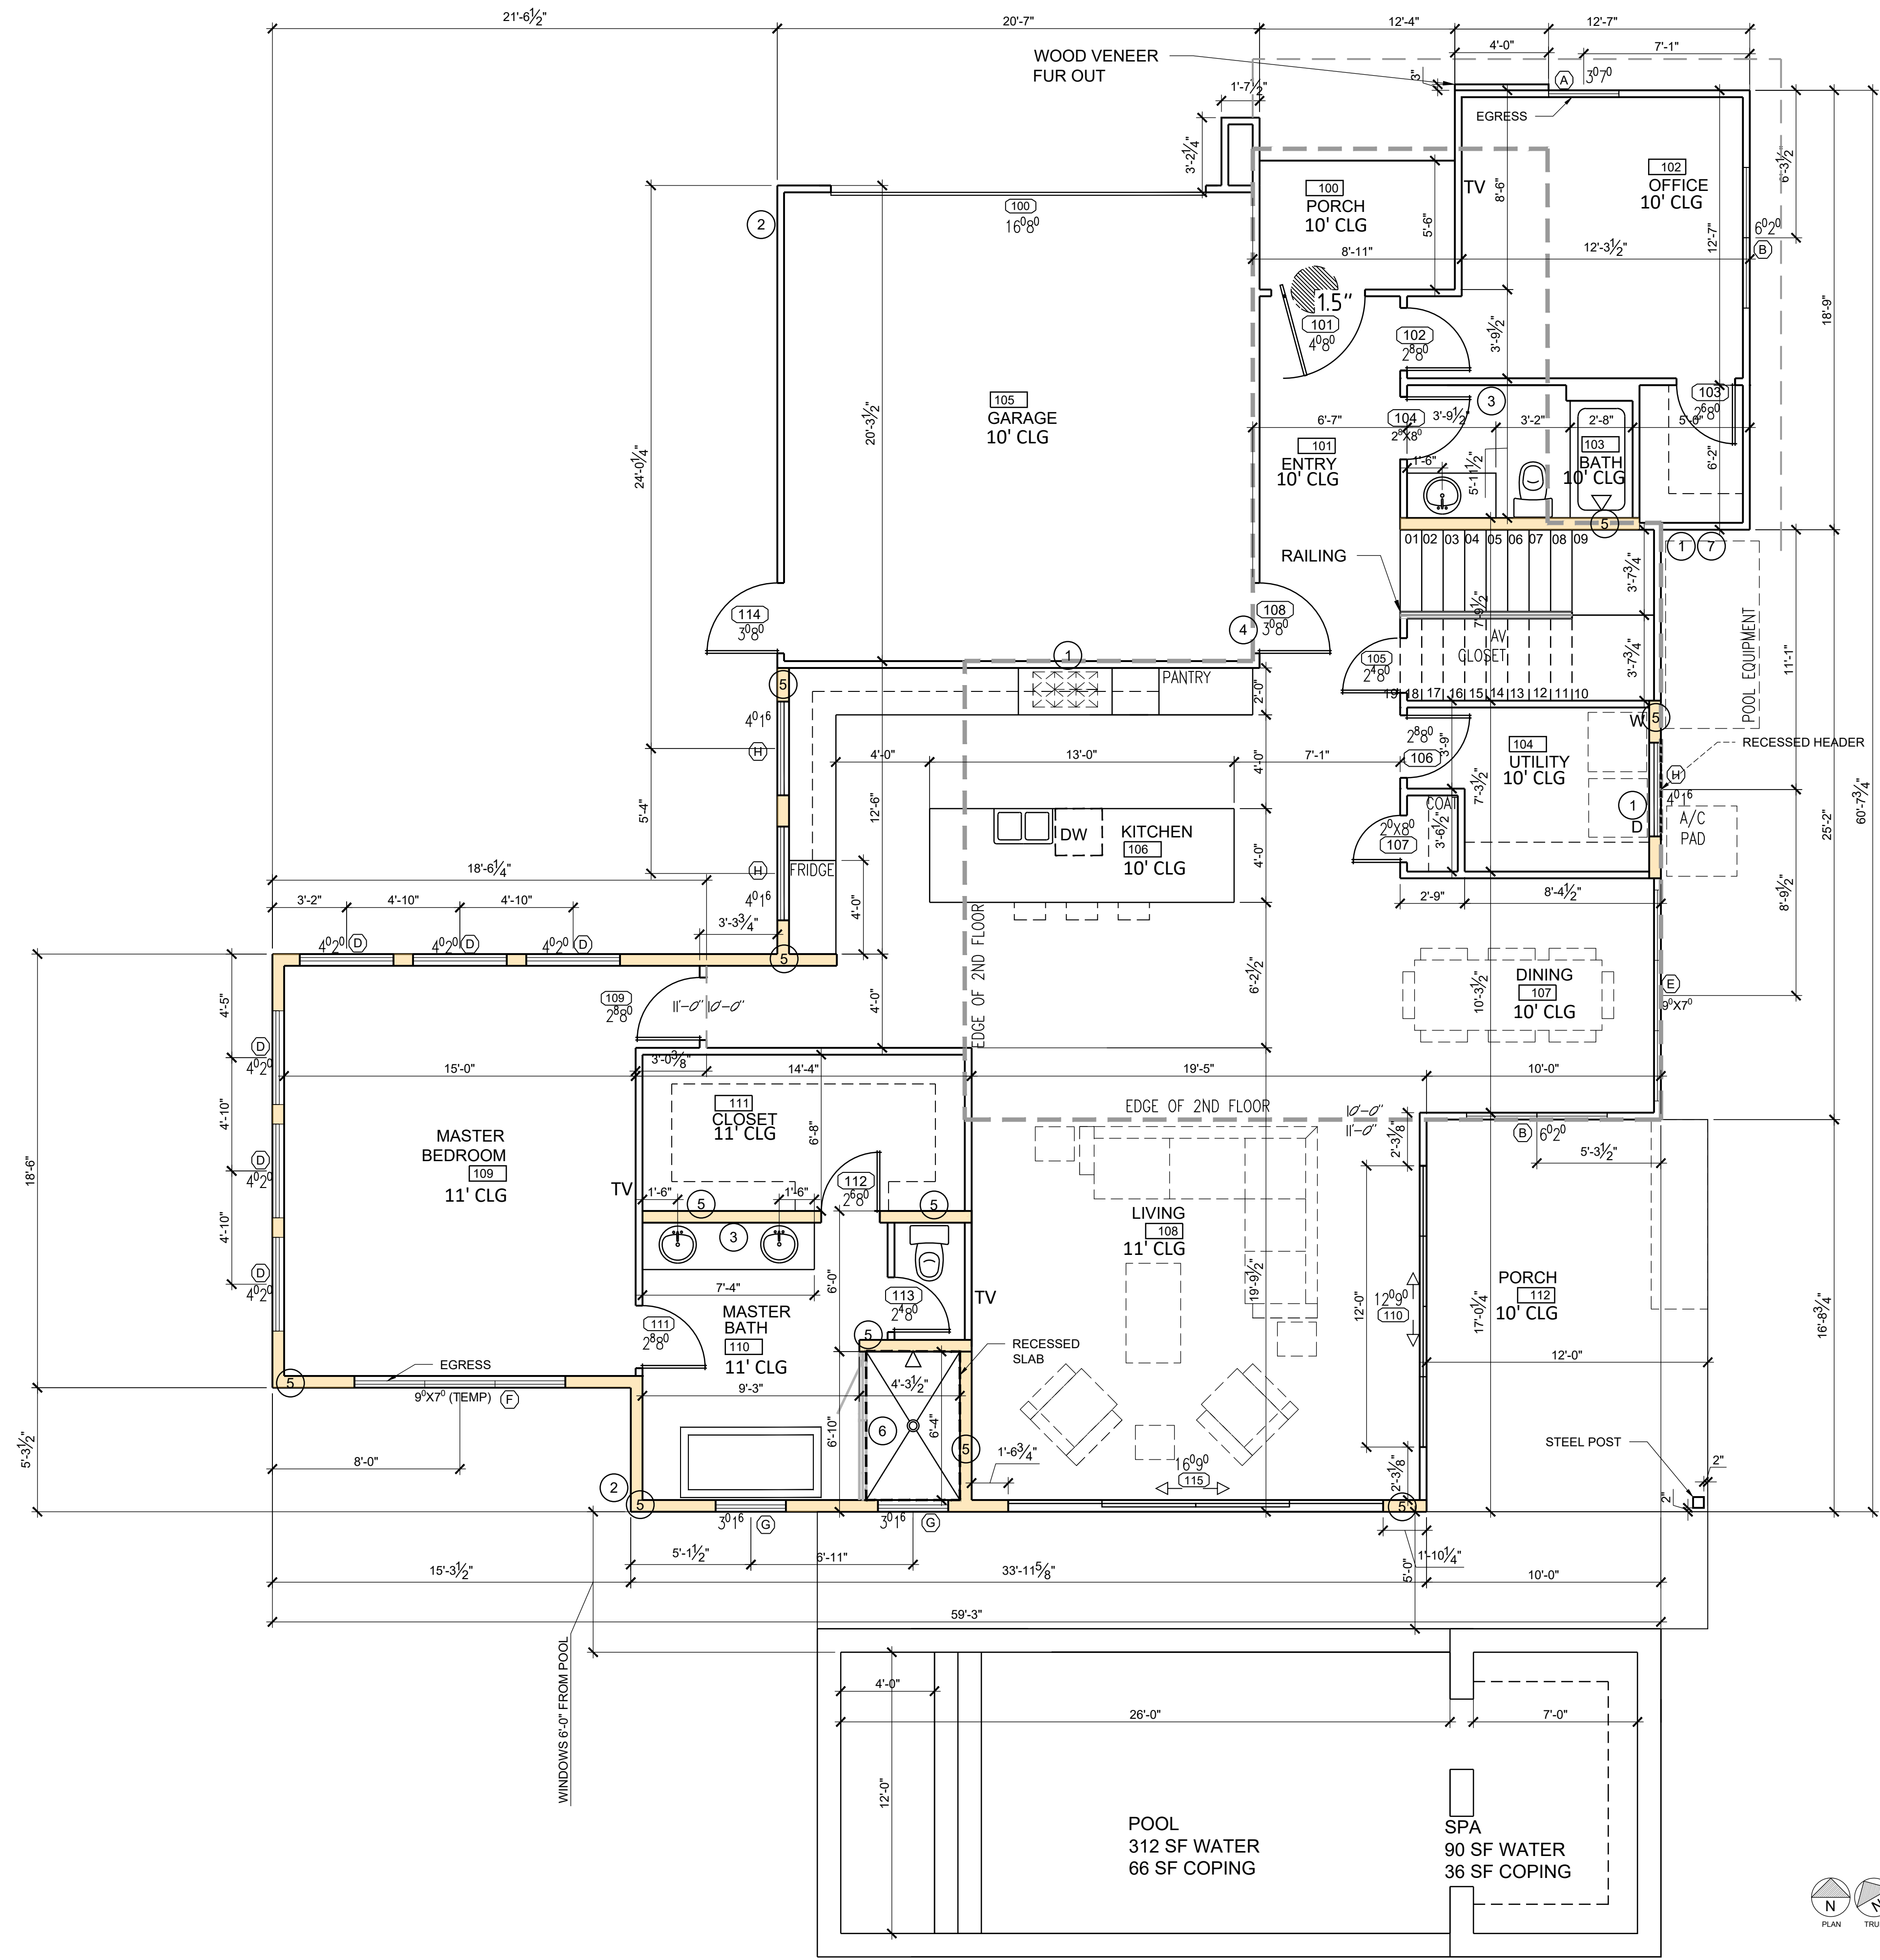 21'-6½"
20'-7"
12'-4"
12'-7"
4'-0"
7'-1"
WOOD VENEER
FUR OUT
3"
A
3⁰7⁰
1'-7½"
EGRESS
3'-2¼"
6'-3½"
102
OFFICE
10' CLG
TV
8'-6"
100
PORCH
10' CLG
5'-6"
2
100
16⁰8⁰
6⁰2⁰
B
12'-7"
8'-11"
12'-3½"
18'-9"
1.5"
101
4⁰8⁰
102
2⁸8⁰
3'-9½"
105
GARAGE
10' CLG
20'-3½"
24'-0¼"
103
2⁶8⁰
3
104
2⁰X8⁰
6'-7"
3'-9½"
3'-2"
2'-8"
5'-0"
101
ENTRY
10' CLG
1'-6"
5'-11½"
103
BATH
10' CLG
6'-2"
5
01 02 03 04 05 06 07 08 09
1
7
RAILING
3'-7¾"
7'-9½"
114
3⁰8⁰
108
3⁰8⁰
4
1
AV
CLOSET
105
2⁴8⁰
3'-7¾"
POOL EQUIPMENT
11'-1"
PANTRY
2'-0"
19 18 17 16 15 14 13 12 11 10
5
4⁰1⁶
H
W
5
2⁸8⁰
106
3'-9"
104
UTILITY
10' CLG
RECESSED HEADER
4'-0"
13'-0"
4'-0"
7'-1"
7'-3½"
H
4⁰1⁶
1
D
A/C
PAD
25'-2"
60'-7¾"
5'-4"
12'-6"
DW
KITCHEN
106
10' CLG
4'-0"
COAT
2⁰X8⁰
107
3'-6½"
18'-6¼"
H
FRIDGE
4⁰1⁶
2'-9"
8'-4½"
8'-9½"
3'-2"
4'-10"
4'-10"
3'-3¾"
4'-0"
EDGE OF 2ND FLOOR
4⁰2⁰ D
4⁰2⁰ D
4⁰2⁰ D
5
6'-2½"
4'-5"
109
2⁸8⁰
11'-0"
10'-0"
4'-0"
10'-3½"
DINING
107
10' CLG
E
9⁰X7⁰
D
4⁰2⁰
3'-0⅜"
15'-0"
14'-4"
19'-5"
10'-0"
4'-10"
111
CLOSET
11' CLG
6'-8"
EDGE OF 2ND FLOOR
10'-0"
11'-0"
2'-3⅛"
B
6⁰2⁰
5'-3½"
18'-6"
MASTER
BEDROOM
109
11' CLG
D
4⁰2⁰
TV
1'-6"
5
1'-6"
112
2⁶8⁰
5
LIVING
108
11' CLG
3
4'-10"
D
4⁰2⁰
7'-4"
6'-0"
113
2⁴8⁰
TV
19'-9½"
12'-0"
12⁰9⁰
110
17'-0¼"
PORCH
112
10' CLG
16'-8¾"
MASTER
BATH
110
11' CLG
111
2⁸8⁰
5
RECESSED
SLAB
12'-0"
5
EGRESS
9⁰X7⁰ (TEMP)
F
9'-3"
4'-3½"
6'-10"
6
6'-4"
5
1'-6¾"
16⁰9⁰
115
2'-3⅛"
STEEL POST
2"
2"
5'-3½"
8'-0"
2
5
3⁰1⁶
G
3⁰1⁶
G
5
5'-1½"
6'-11"
1'-10¼"
5'-0"
15'-3½"
33'-11⅝"
10'-0"
59'-3"
WINDOWS 6'-0" FROM POOL
4'-0"
26'-0"
7'-0"
12'-0"
POOL
312 SF WATER
66 SF COPING
SPA
90 SF WATER
36 SF COPING
N
N
PLAN
TRU